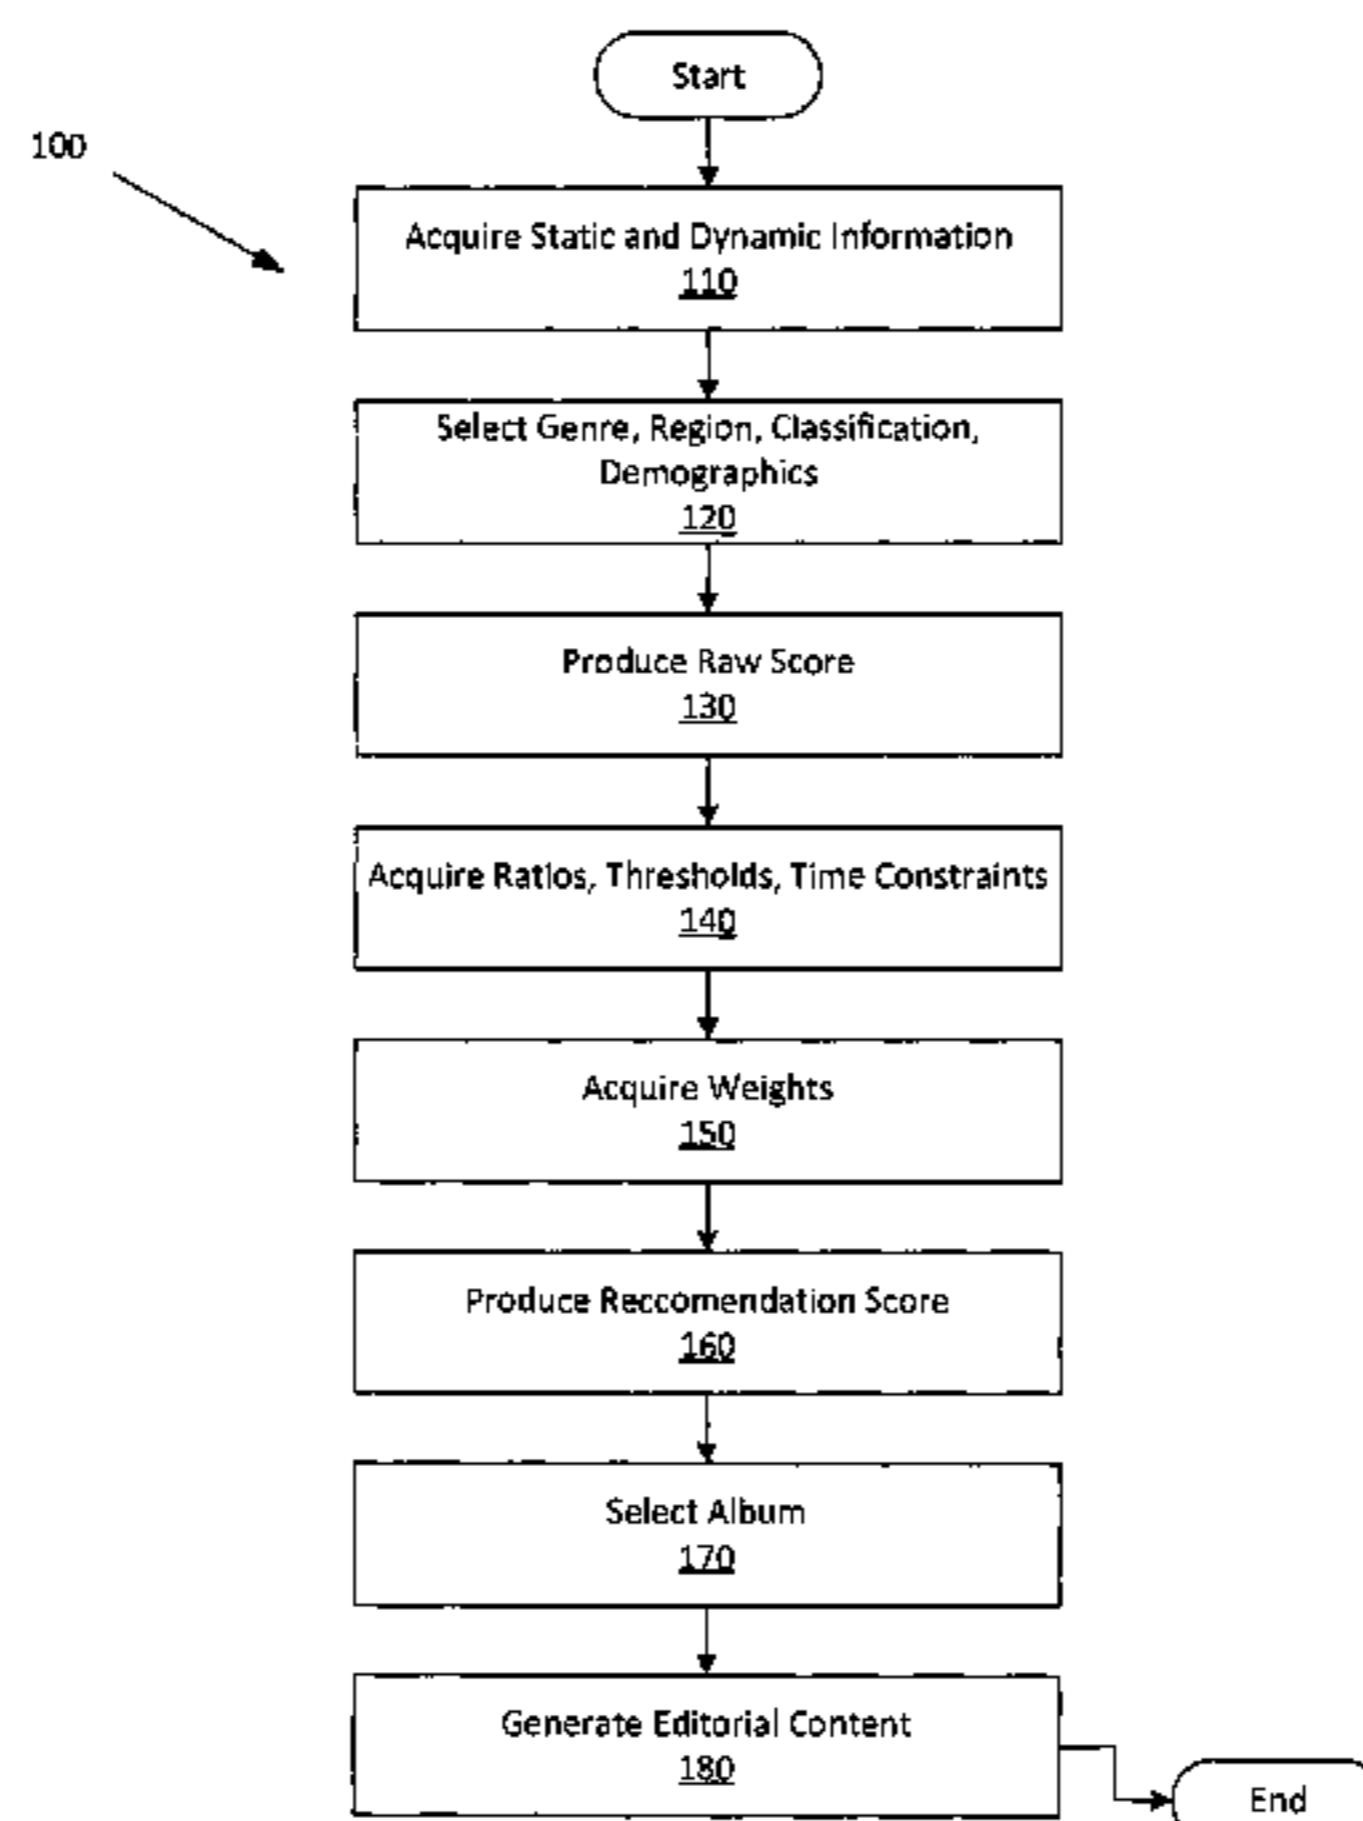 Start
100
Acquire Static and Dynamic Information
110
Select Genre, Region, Classification,
Demographics
120
Produce Raw Score
130
Acquire Ratios, Thresholds, Time Constraints
140
Acquire Weights
150
Produce Reccomendation Score
160
Select Album
170
Generate Editorial Content
180
End